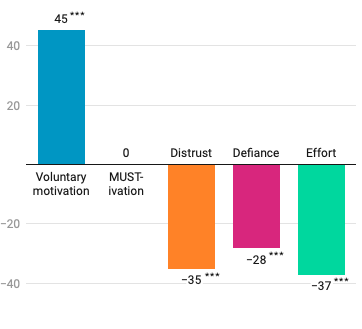 45 ***
40
0
Distrust
Defiance
Effort
20
Voluntary
motivation
MUST-
ivation
−20
−28 ***
−35 ***
−37 ***
−40